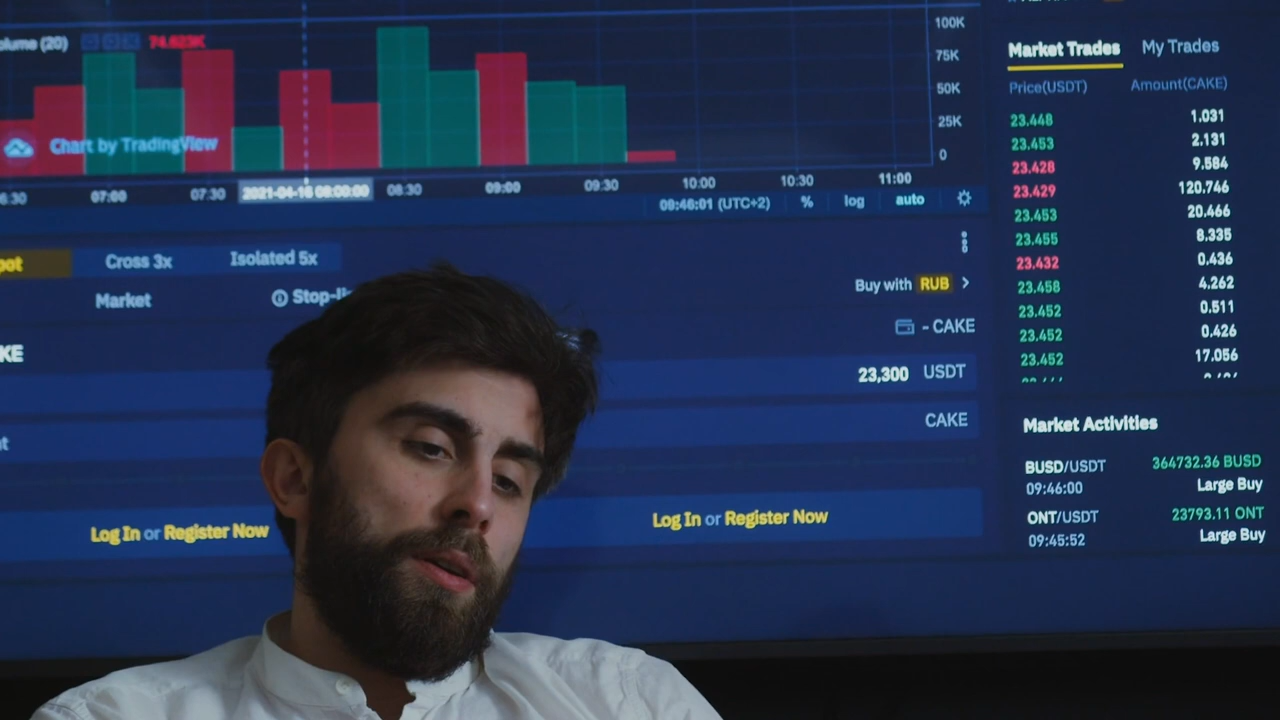 olume (20) 74.623K
100K
75K
50K
25K
0
Chart by TradingView
6:30 07:00 07:30 2021-04-16 08:00:00 08:30 09:00 09:30 10:00 10:30 11:00
09:46:01 (UTC+2) % log auto
pot Cross 3x Isolated 5x
Market Stop-li
Buy with RUB >
- CAKE
KE
23,300 USDT
CAKE
t
Log In or Register Now
Log In or Register Now
Market Trades My Trades
Price(USDT) Amount(CAKE)
23.448 1.031
23.453 2.131
23.428 9.584
23.429 120.746
23.453 20.466
23.455 8.335
23.432 0.436
23.458 4.262
23.452 0.511
23.452 0.426
23.452 17.056
Market Activities
BUSD/USDT 364732.36 BUSD
09:46:00 Large Buy
ONT/USDT 23793.11 ONT
09:45:52 Large Buy